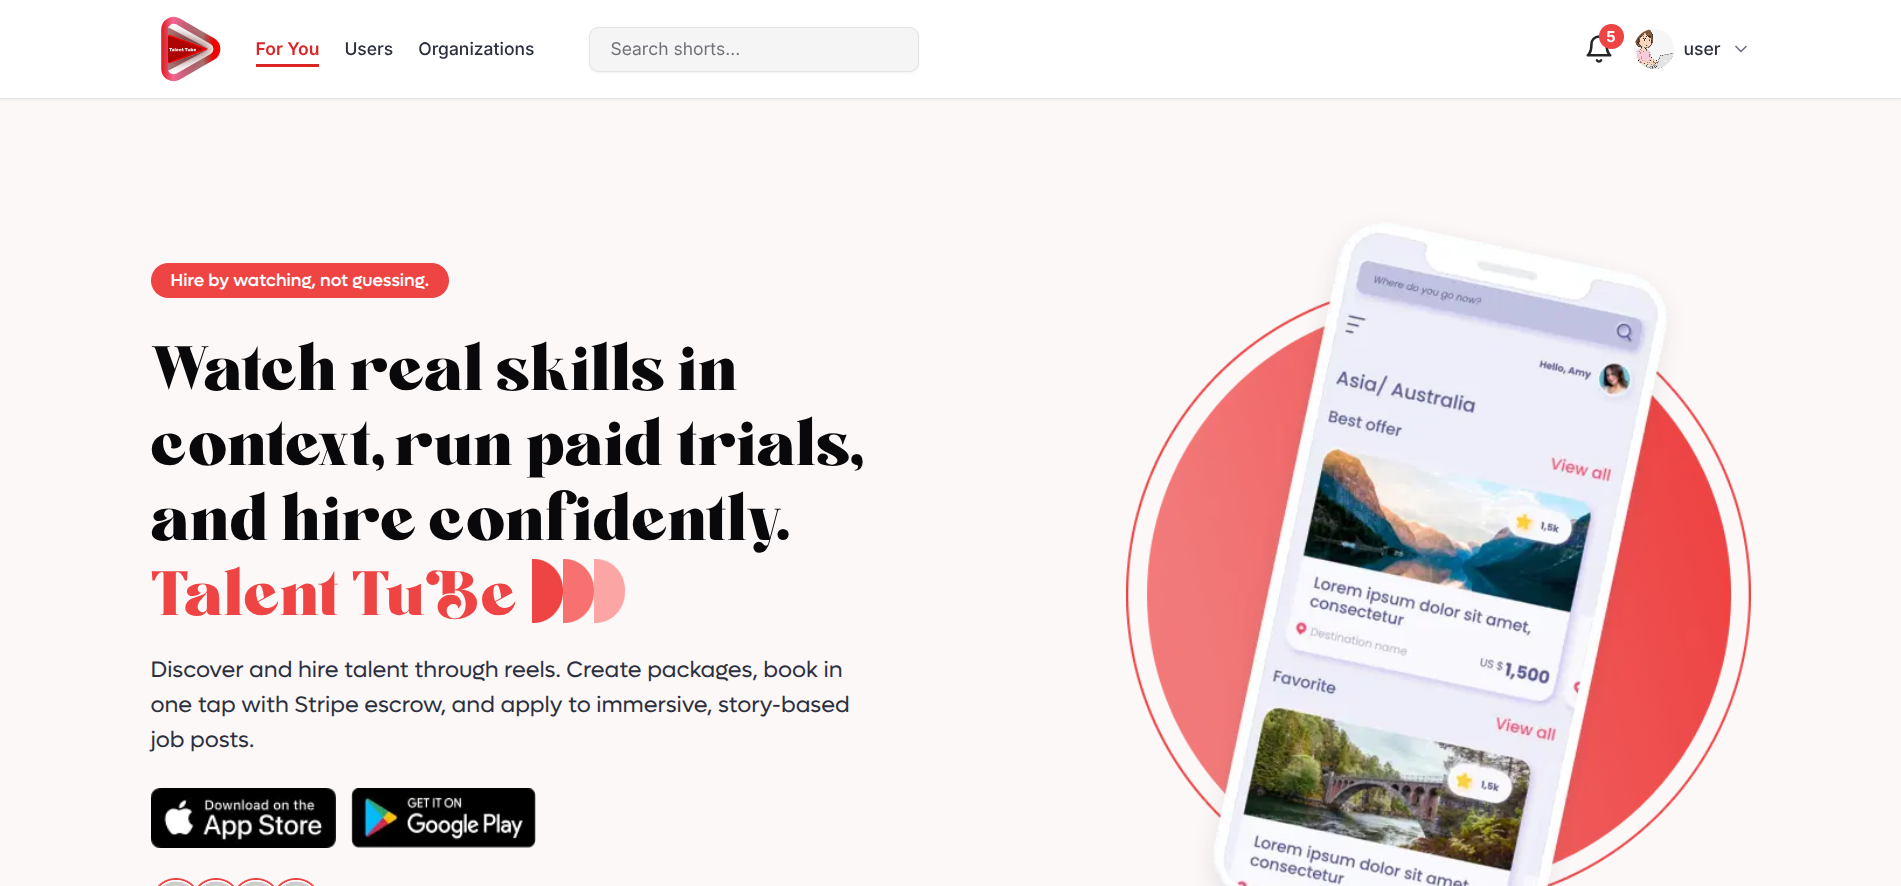 Talent Tube
For You
Users
Organizations
Search shorts...
5
user
Hire by watching, not guessing.
Watch real skills in
context, run paid trials,
and hire confidently.
Talent TuBe
Discover and hire talent through reels. Create packages, book in
one tap with Stripe escrow, and apply to immersive, story-based
job posts.
Download on the
App Store
GET IT ON
Google Play
Where do you go now?
Hello, Amy
Asia/ Australia
Best offer
View all
1,5k
Lorem ipsum dolor sit amet,
consectetur
Destination name
US $ 1,500
Favorite
View all
1,5k
Lorem ipsum dolor sit amet,
consectetur